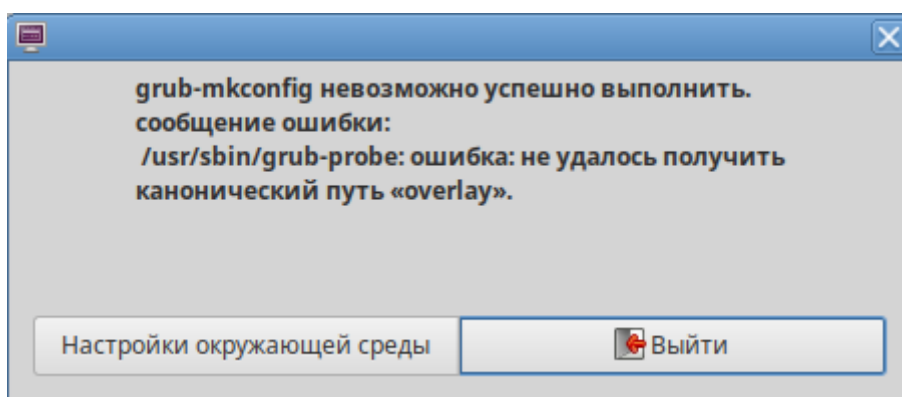 grub-mkconfig невозможно успешно выполнить.
сообщение ошибки:
/usr/sbin/grub-probe: ошибка: не удалось получить
канонический путь «overlay».
Настройки окружающей среды
Выйти